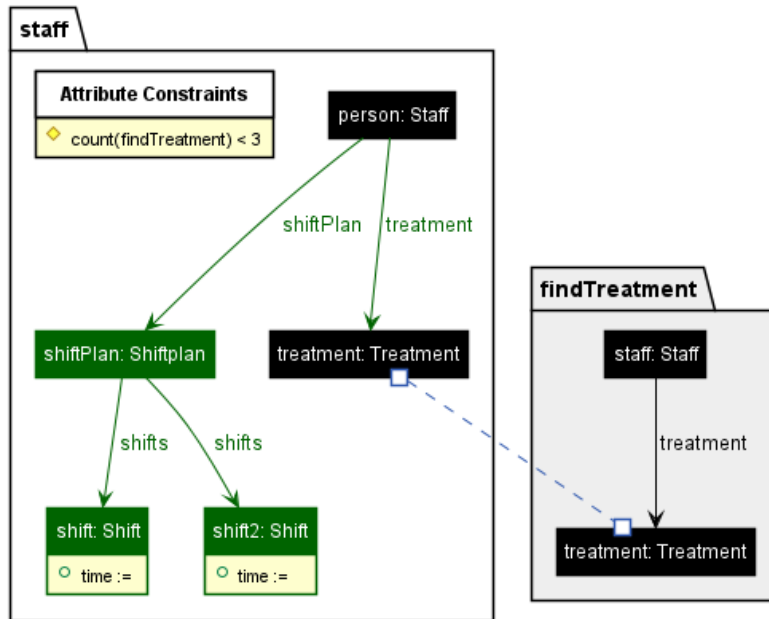 staff
Attribute Constraints
count(findTreatment) < 3
person: Staff
shiftPlan
treatment
shiftPlan: Shiftplan
treatment: Treatment
shifts
shifts
shift: Shift
time :=
shift2: Shift
time :=
findTreatment
staff: Staff
treatment
treatment: Treatment